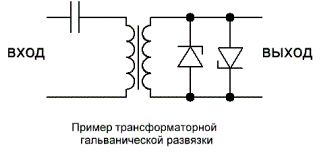 ВХОД
ВЫХОД
Пример трансформаторной
гальванической развязки